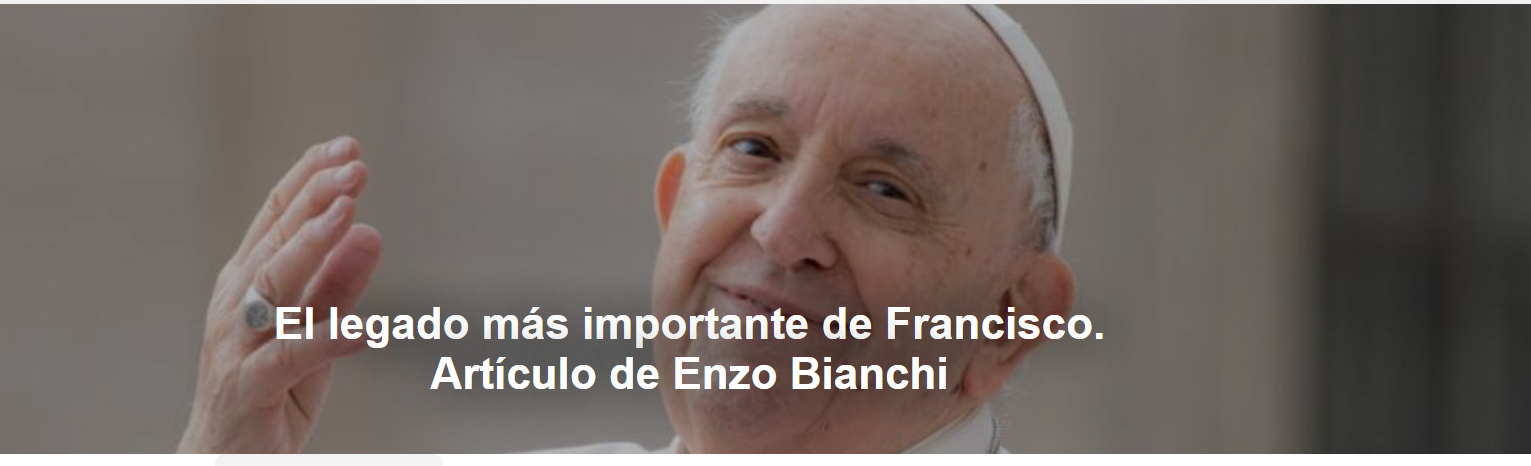 El legado más importante de Francisco.
Artículo de Enzo Bianchi